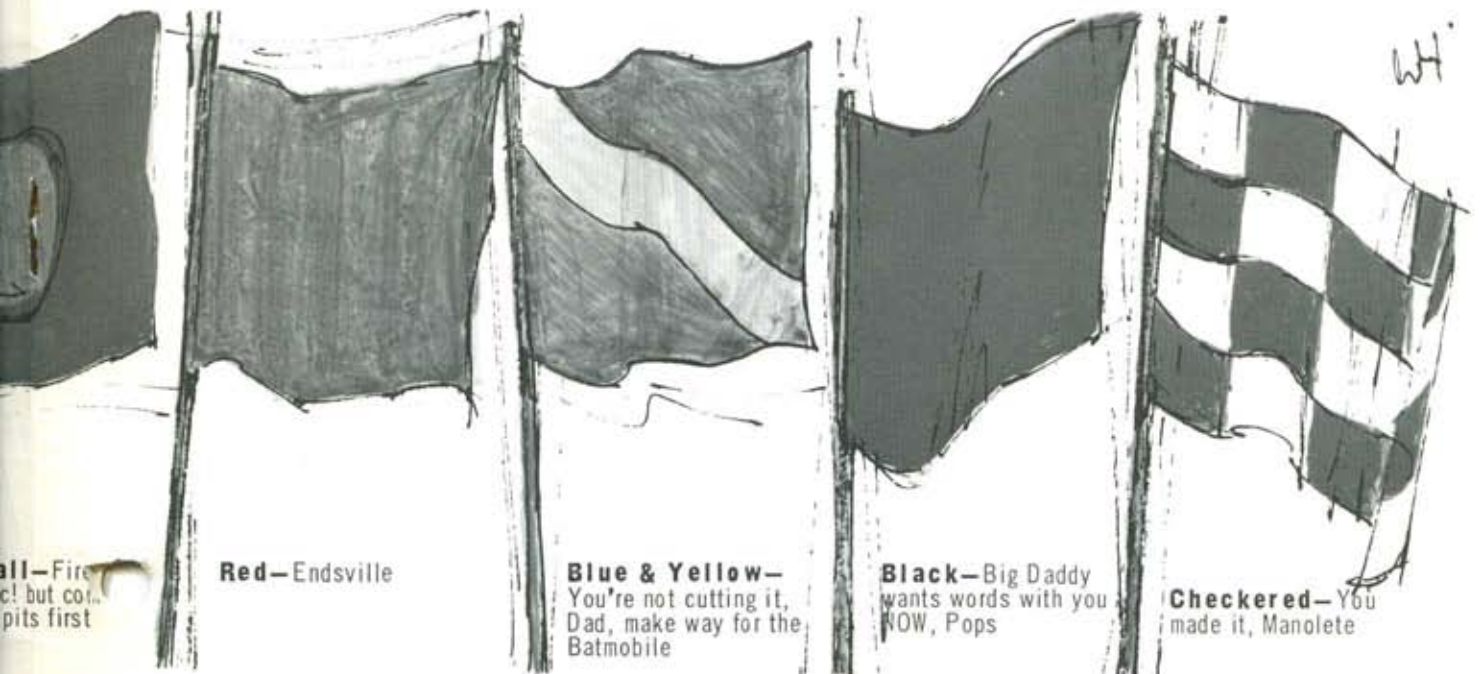 all—Fire
c! but
pits first
Red—Endsville
Blue & Yellow—
You're not cutting it,
Dad, make way for the
Batmobile
Black—Big Daddy
wants words with you
NOW, Pops
Checkered—You
made it, Manolete